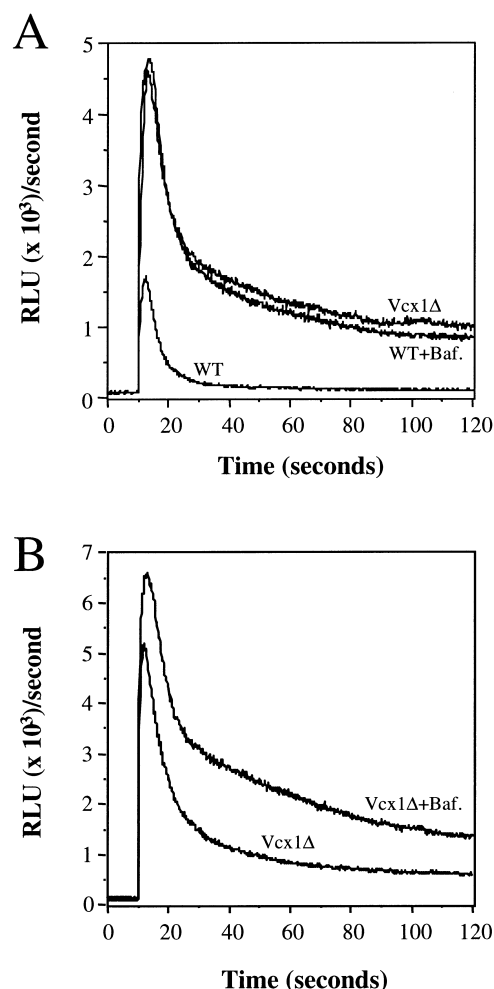 A
5
4
3
2
1
0
RLU (x 10³)/second
Vcx1Δ
WT+Baf.
WT
0 20 40 60 80 100 120
Time (seconds)
B
7
6
5
4
3
2
1
0
RLU (x 10³)/second
Vcx1Δ+Baf.
Vcx1Δ
0 20 40 60 80 100 120
Time (seconds)